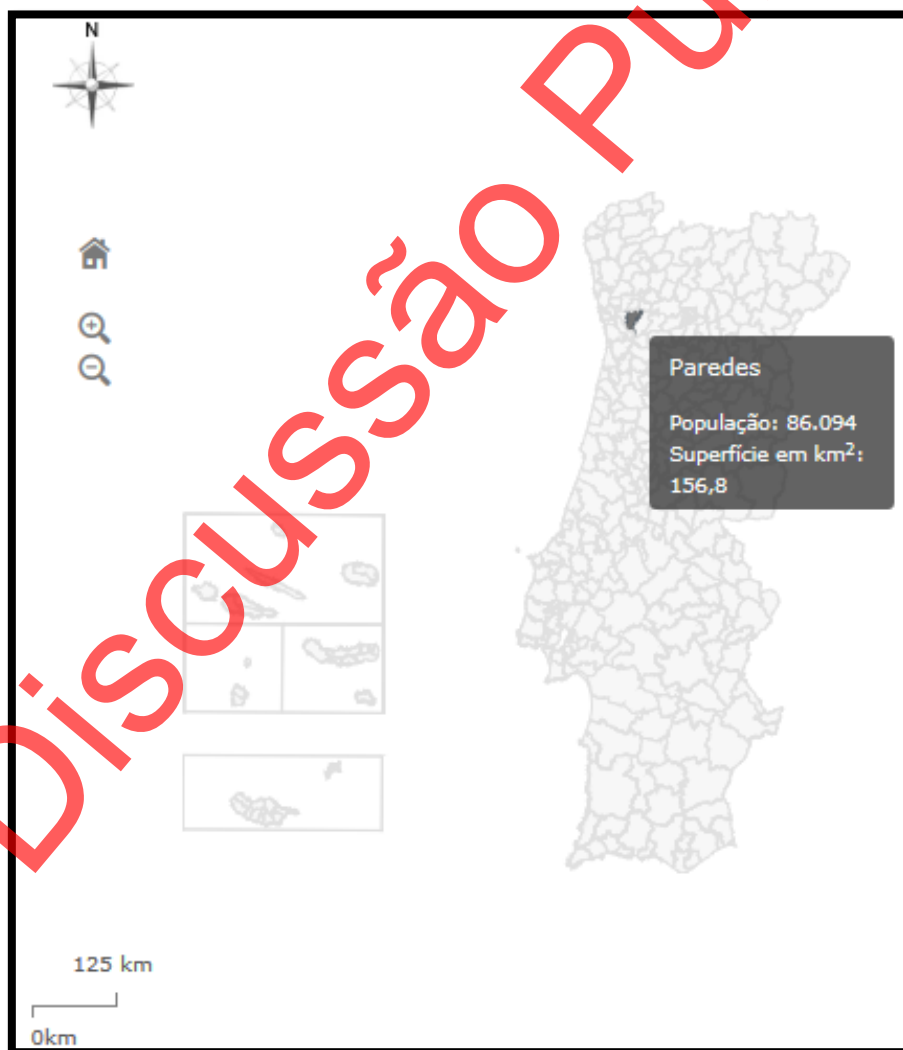 N
Discussão Pu
Paredes
População: 86.094
Superfície em km²:
156,8
125 km
0km